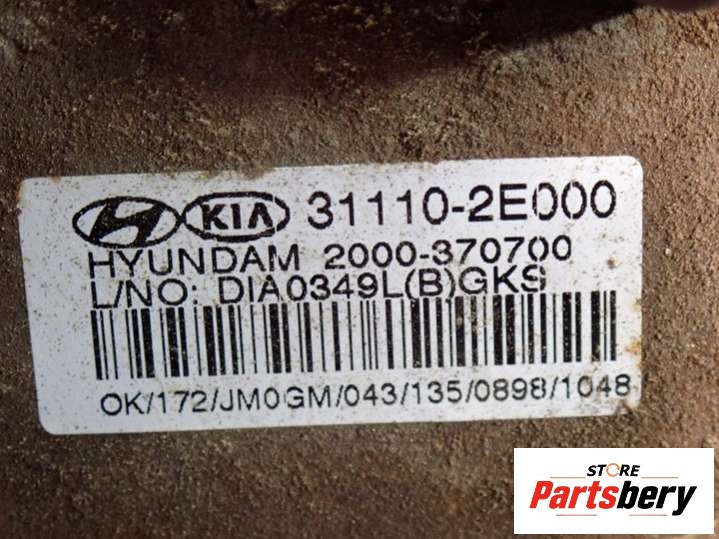 KIA 31110-2E000
HYUNDAM 2000-370700
L/NO: DIA0349L(B)GKS
OK/172/JM0GM/043/135/0898/1048
STORE
Partsbery